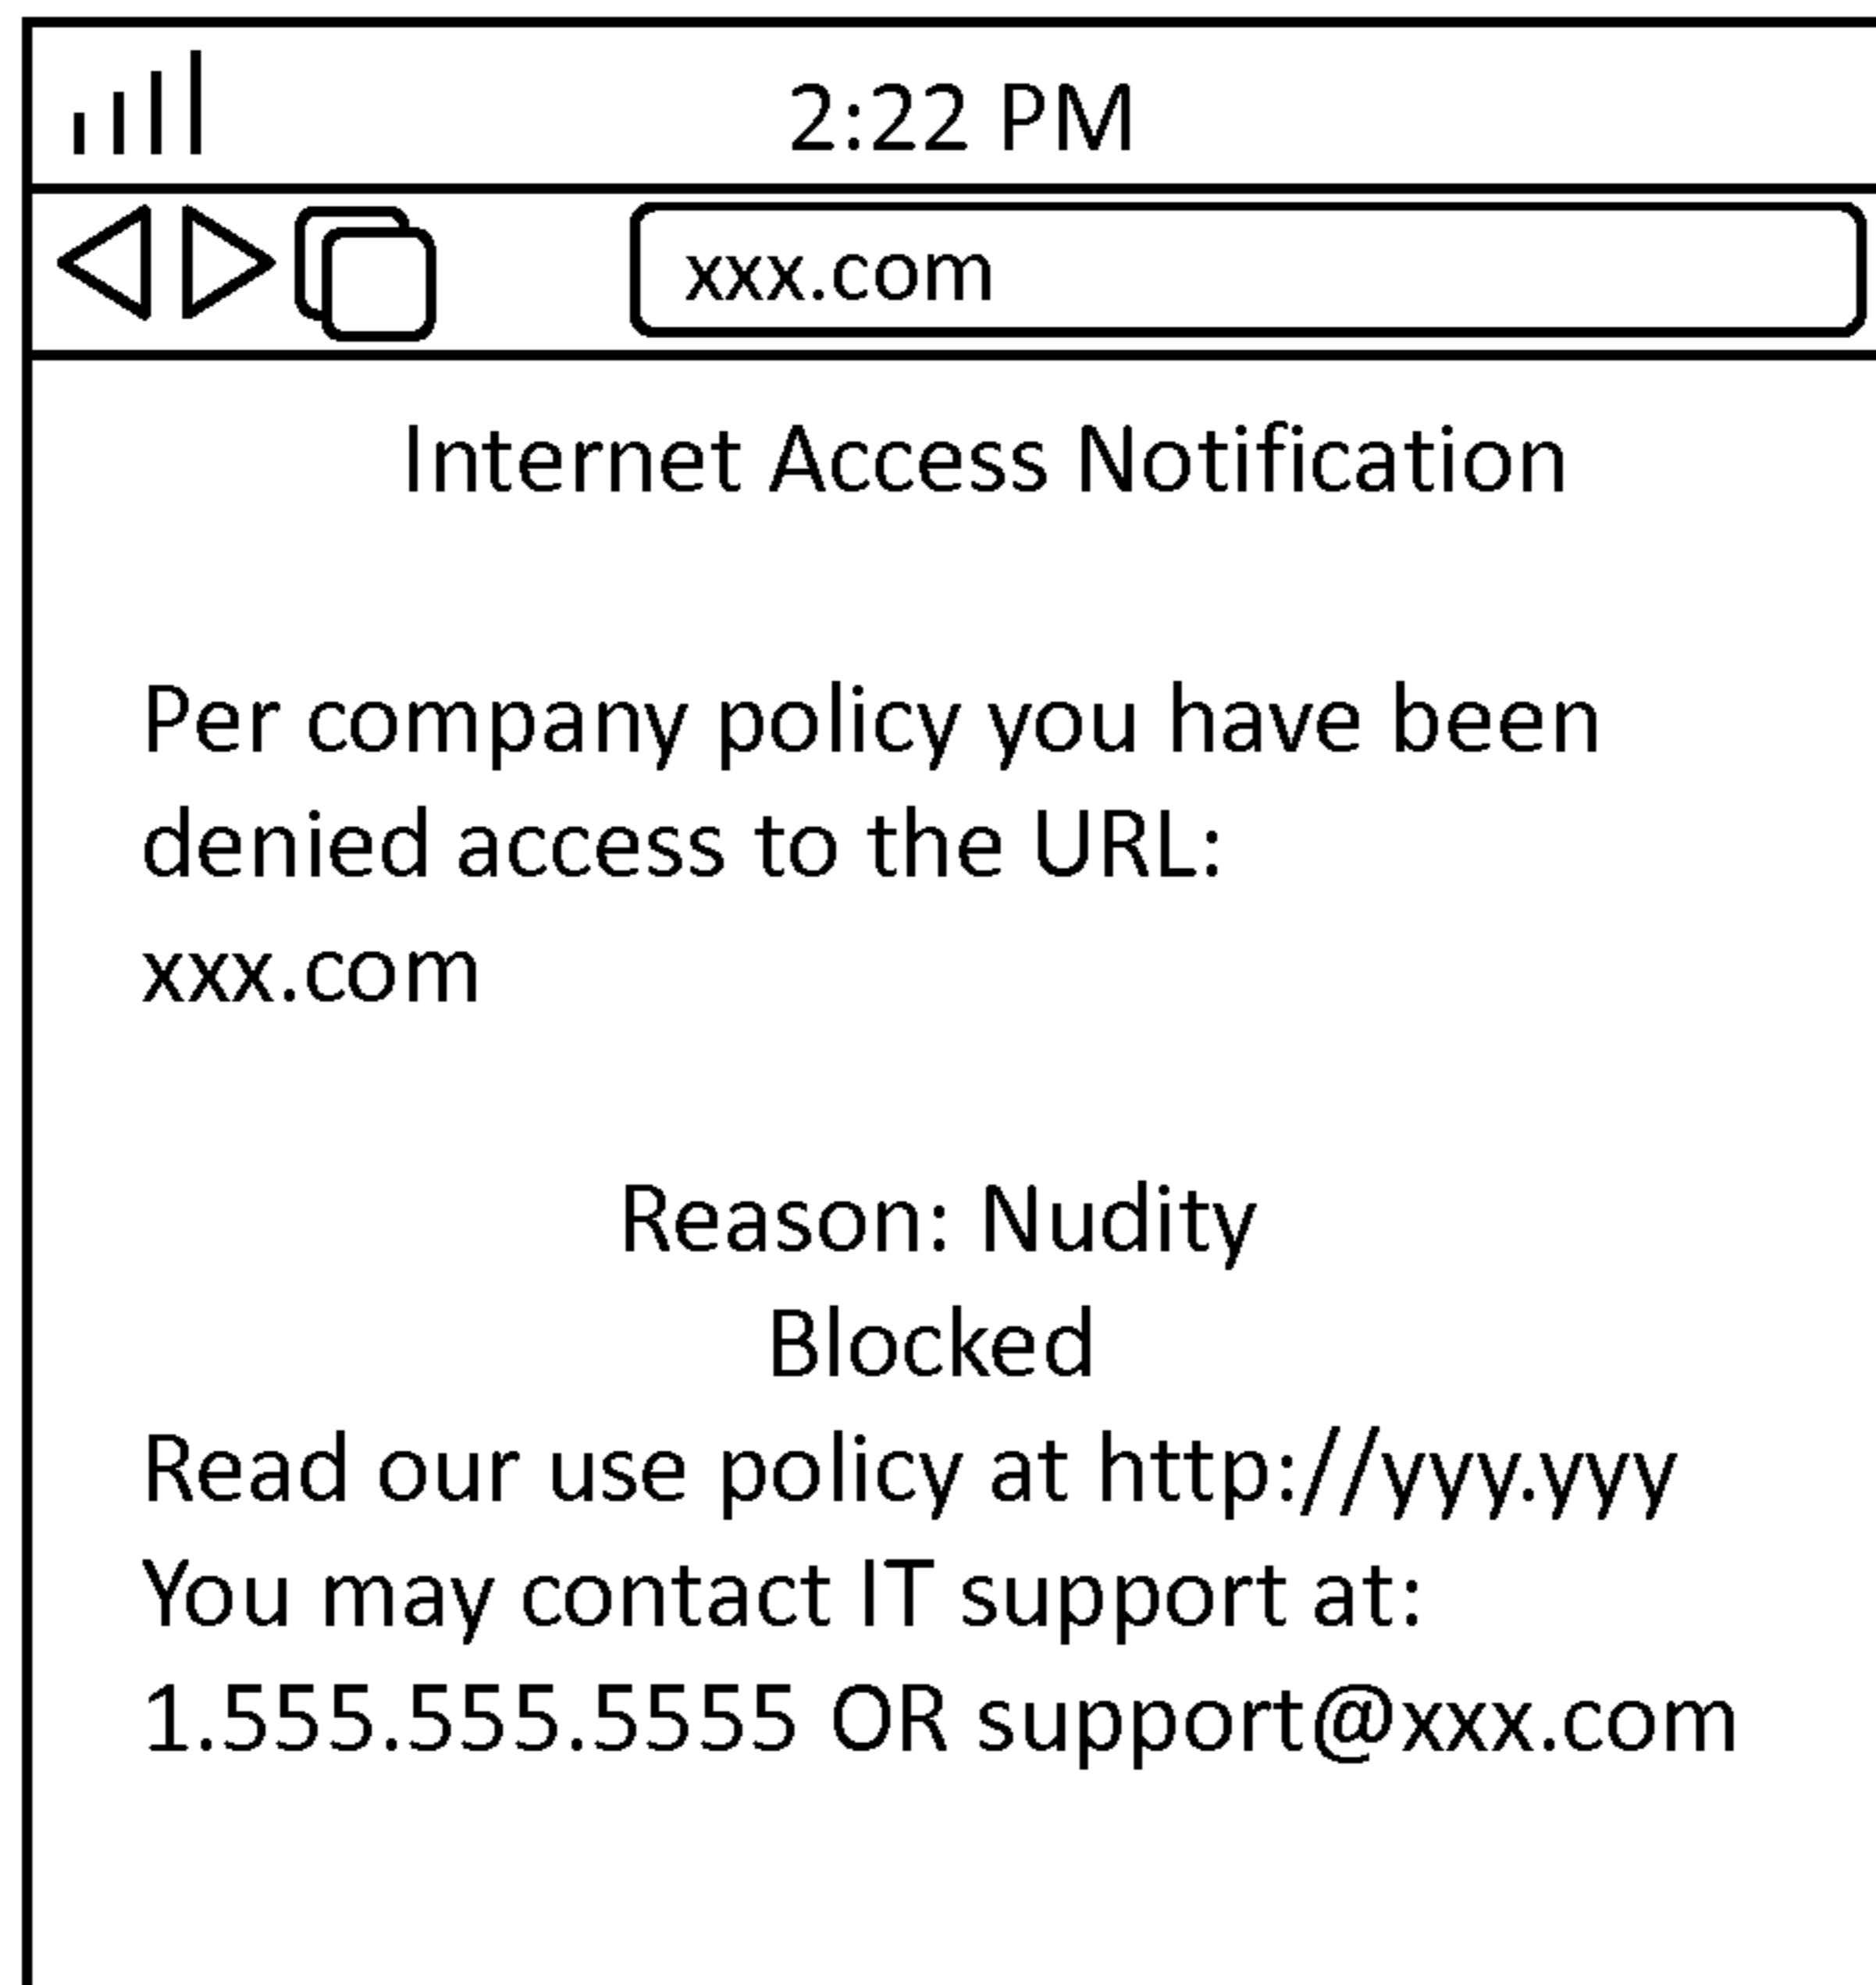 2:22 PM
xxx.com
Internet Access Notification
Per company policy you have been
denied access to the URL:
xxx.com
Reason: Nudity
Blocked
Read our use policy at http://yyy.yyy
You may contact IT support at:
1.555.555.5555 OR support@xxx.com